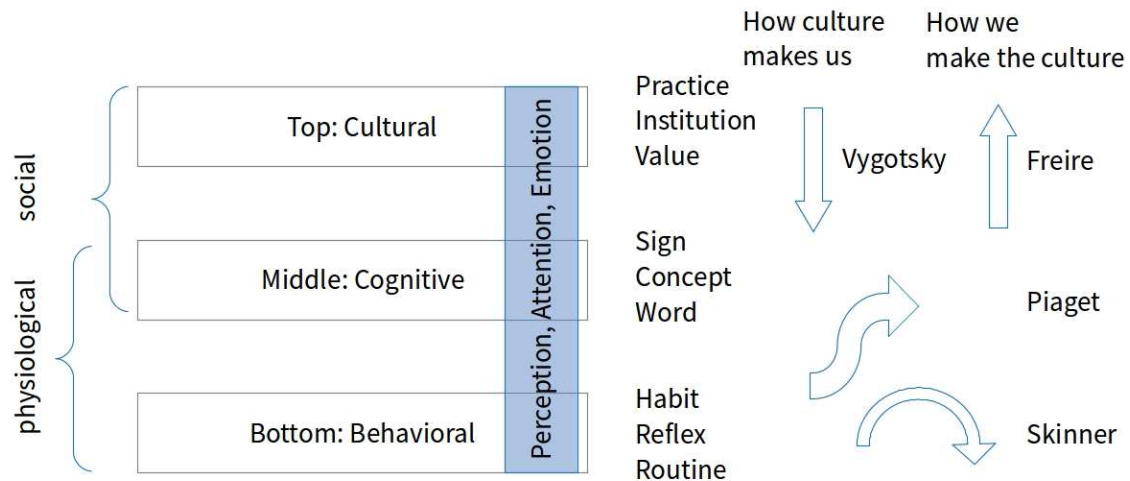 How culture
makes us
How we
make the culture
social
physiological
Top: Cultural
Middle: Cognitive
Bottom: Behavioral
Perception, Attention, Emotion
Practice
Institution
Value
Vygotsky
Freire
Sign
Concept
Word
Piaget
Habit
Reflex
Routine
Skinner